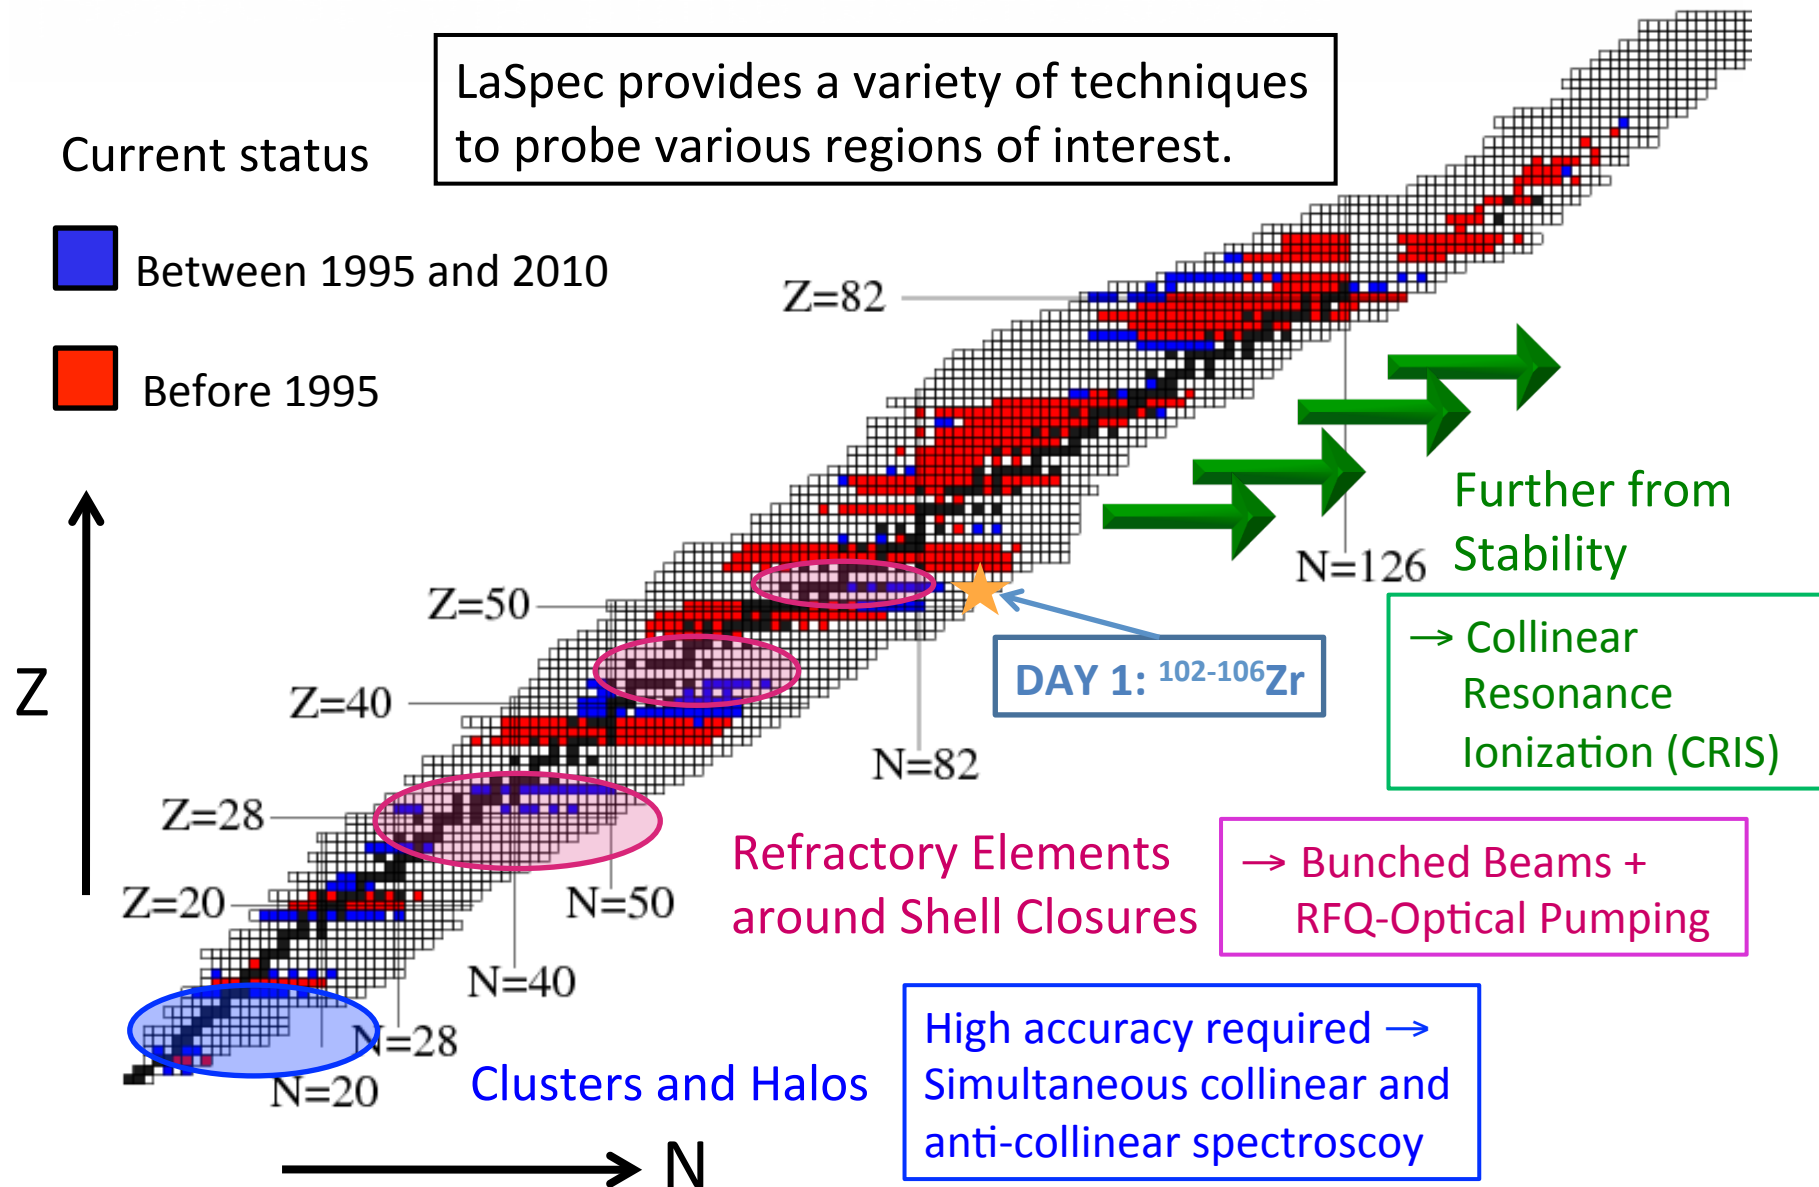 LaSpec provides a variety of techniques
to probe various regions of interest.
Current status
Between 1995 and 2010
Before 1995
Z=82
Z=50
Z=40
Z=28
Z=20
Z
N=126
N=82
N=50
N=40
N=28
N=20
N
Further from
Stability
DAY 1: ¹⁰²⁻¹⁰⁶Zr
→ Collinear
Resonance
Ionization (CRIS)
Refractory Elements
around Shell Closures
→ Bunched Beams +
RFQ-Optical Pumping
Clusters and Halos
High accuracy required →
Simultaneous collinear and
anti-collinear spectroscoy